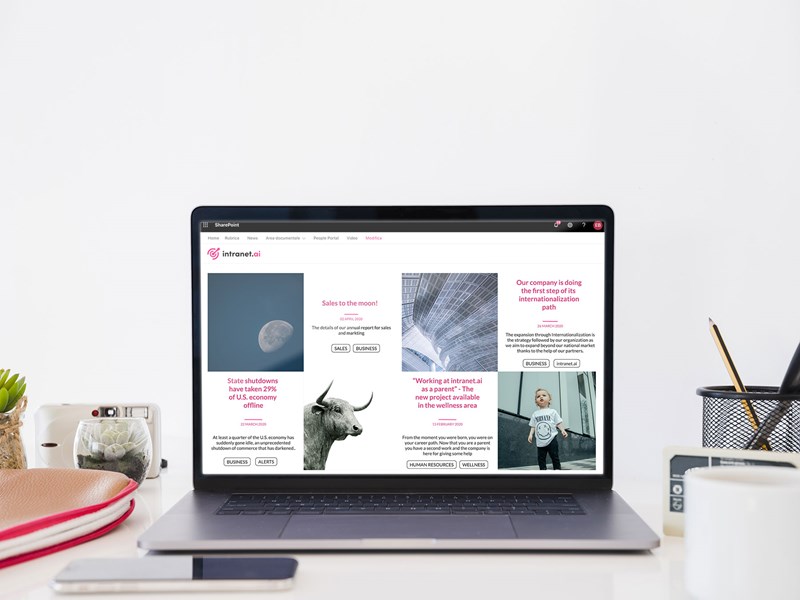 SharePoint
Home News Area documentale People Portal Video Modifica
intranet.ai
Sales to the moon!
02 APRIL 2020
The details of our annual report for sales
and markting
SALES BUSINESS
Our company is doing
the first step of its
internationalization
path
26 MARCH 2020
The expansion through Internationalization is
the strategy followed by our organization as
we aim to expand beyond our national market
thanks to the help of our partners.
BUSINESS intranet.ai
State shutdowns
have taken 29%
of U.S. economy
offline
20 MARCH 2020
At least a quarter of the U.S. economy has
suddenly gone idle, an unprecedented
shutdown of commerce that has darkened..
BUSINESS ALERTS
"Working at intranet.ai
as a parent" - The
new project available
in the wellness area
13 FEBRUARY 2020
From the moment you were born, you were on
your career path. Now that you are a parent
you have a second work and the company is
here for giving some help
HUMAN RESOURCES WELLNESS